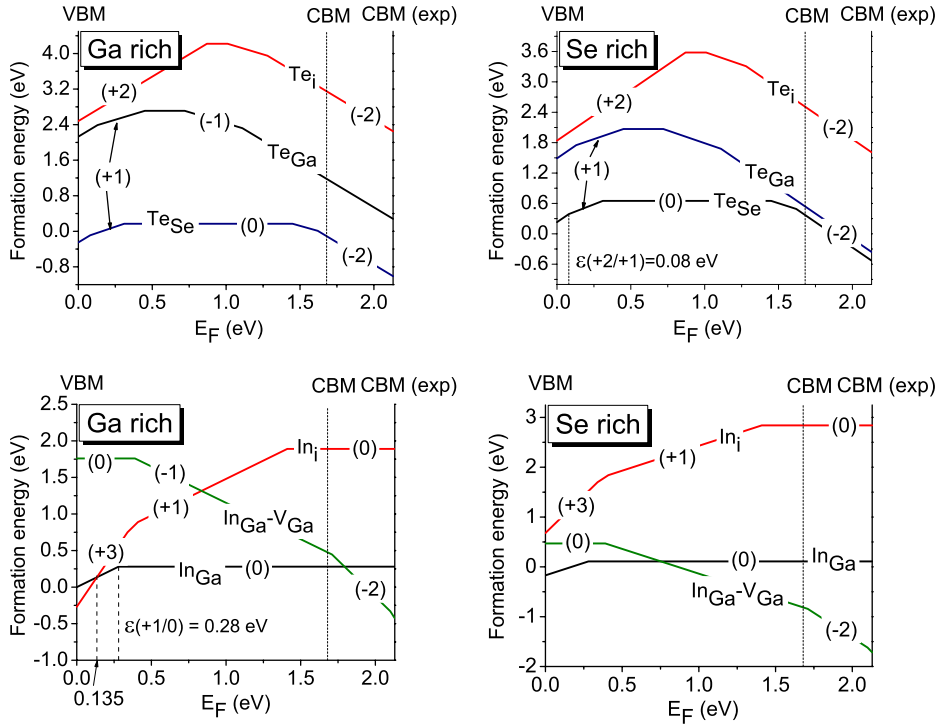 VBM CBM CBM (exp)
Ga rich
Formation energy (eV)
4.0
3.2
2.4
1.6
0.8
0.0
-0.8
(+2)
Te_i
(-2)
(-1)
Te_Ga
(+1)
Te_Se
(0)
(-2)
0.0 0.5 1.0 1.5 2.0
E_F (eV)
CBM CBM (exp)
Se rich
Formation energy (eV)
3.6
3.0
2.4
1.8
1.2
0.6
0.0
-0.6
(+2)
Te_i
(-2)
(+1)
Te_Ga
Te_Se
(0)
(-2)
ε(+2/+1)=0.08 eV
0.0 0.5 1.0 1.5 2.0
E_F (eV)
VBM CBM CBM (exp)
Ga rich
Formation energy (eV)
2.5
2.0
1.5
1.0
0.5
0.0
-0.5
-1.0
(0)
(-1)
In_i
(0)
(+1)
In_Ga-V_Ga
(+3)
In_Ga
(0)
(-2)
ε(+1/0) = 0.28 eV
0.0 0.5 1.0 1.5 2.0
0.135
E_F (eV)
VBM CBM CBM (exp)
Se rich
Formation energy (eV)
3
2
1
0
-1
-2
(+1)
In_i
(0)
(+3)
(0)
(0)
In_Ga
In_Ga-V_Ga
(-2)
0.0 0.5 1.0 1.5 2.0
E_F (eV)